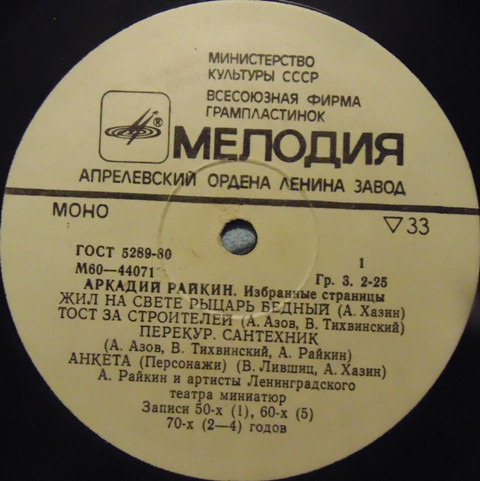 МИНИСТЕРСТВО
КУЛЬТУРЫ СССР
ВСЕСОЮЗНАЯ ФИРМА
ГРАМПЛАСТИНОК
®
МЕЛОДИЯ
АПРЕЛЕВСКИЙ ОРДЕНА ЛЕНИНА ЗАВОД
МОНО ▽33
ГОСТ 5289-80 1
М60—44071 Гр. 3. 2-25
АРКАДИЙ РАЙКИН. Избранные страницы
ЖИЛ НА СВЕТЕ РЫЦАРЬ БЕДНЫЙ (А. Хазин)
ТОСТ ЗА СТРОИТЕЛЕЙ (А. Азов, В. Тихвинский)
ПЕРЕКУР. САНТЕХНИК
(А. Азов, В. Тихвинский, А. Райкин)
АНКЕТА (Персонажи) (В. Лившиц, А. Хазин)
А. Райкин и артисты Ленинградского
театра миниатюр
Записи 50-х (1), 60-х (5)
70-х (2—4) годов